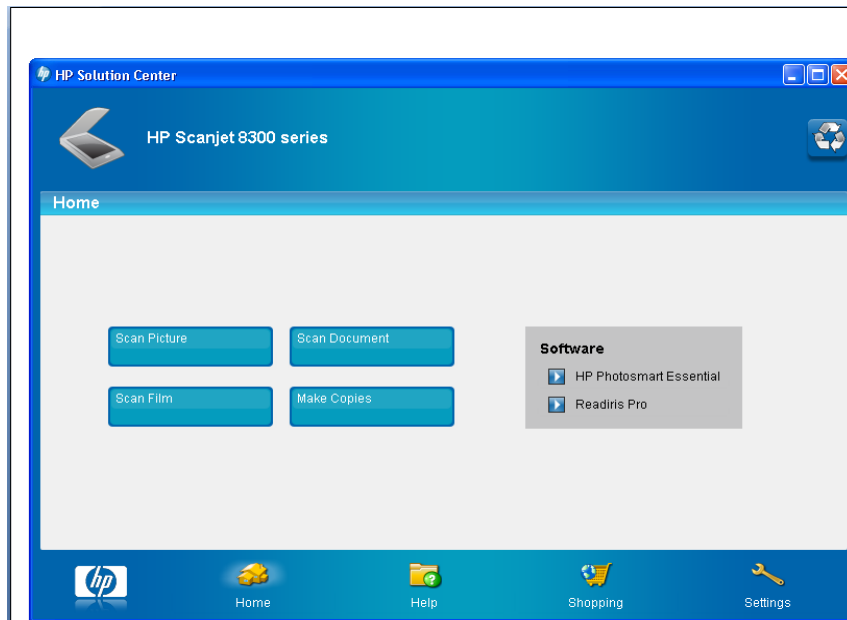 HP Solution Center
HP Scanjet 8300 series
Home
Scan Picture
Scan Document
Scan Film
Make Copies
Software
HP Photosmart Essential
Readiris Pro
hp
Home
Help
Shopping
Settings